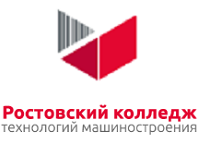 Ростовский колледж
технологий машиностроения